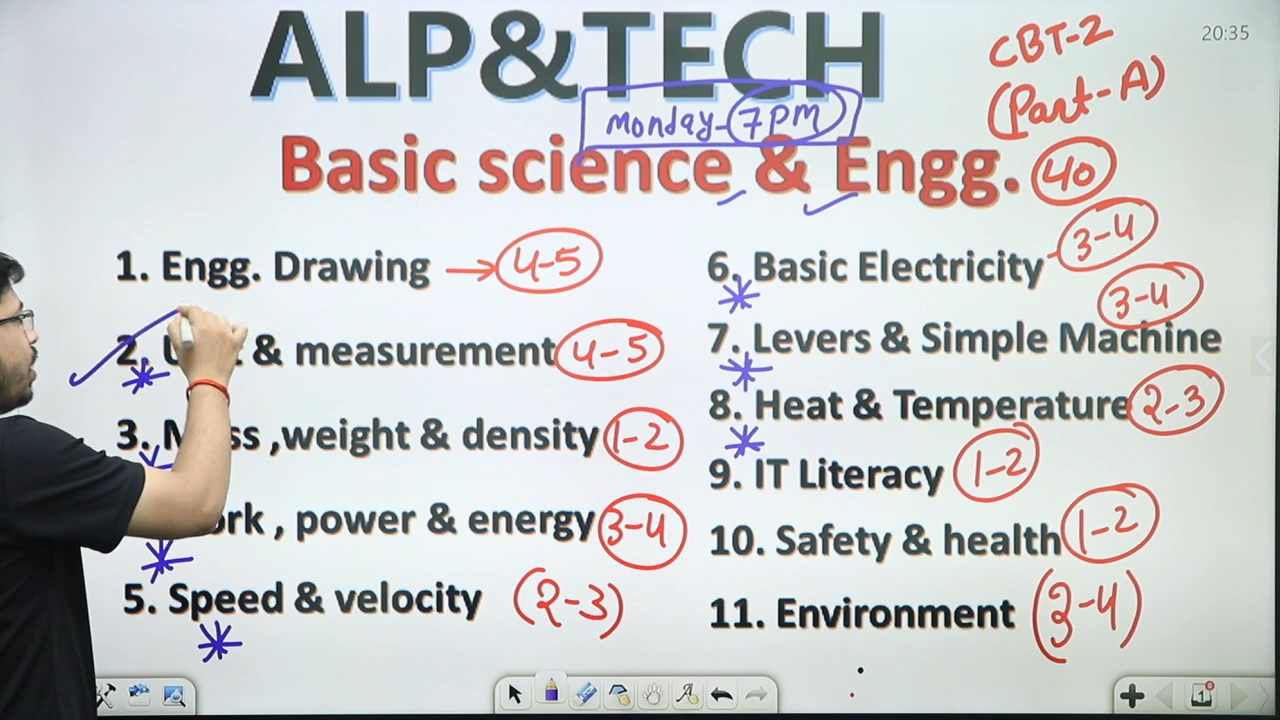 ALP&TECH
20:35
CBT-2
(Part-A)
Monday-7pm
Basic science & Engg. 40
1. Engg. Drawing → 4-5
2. & measurement 4-5
3. ,weight & density 1-2
, power & energy 3-4
5. Speed & velocity (2-3)
6. Basic Electricity 3-4
3-4
7. Levers & Simple Machine
8. Heat & Temperature 2-3
9. IT Literacy 1-2
10. Safety & health 1-2
11. Environment (3-4)
1